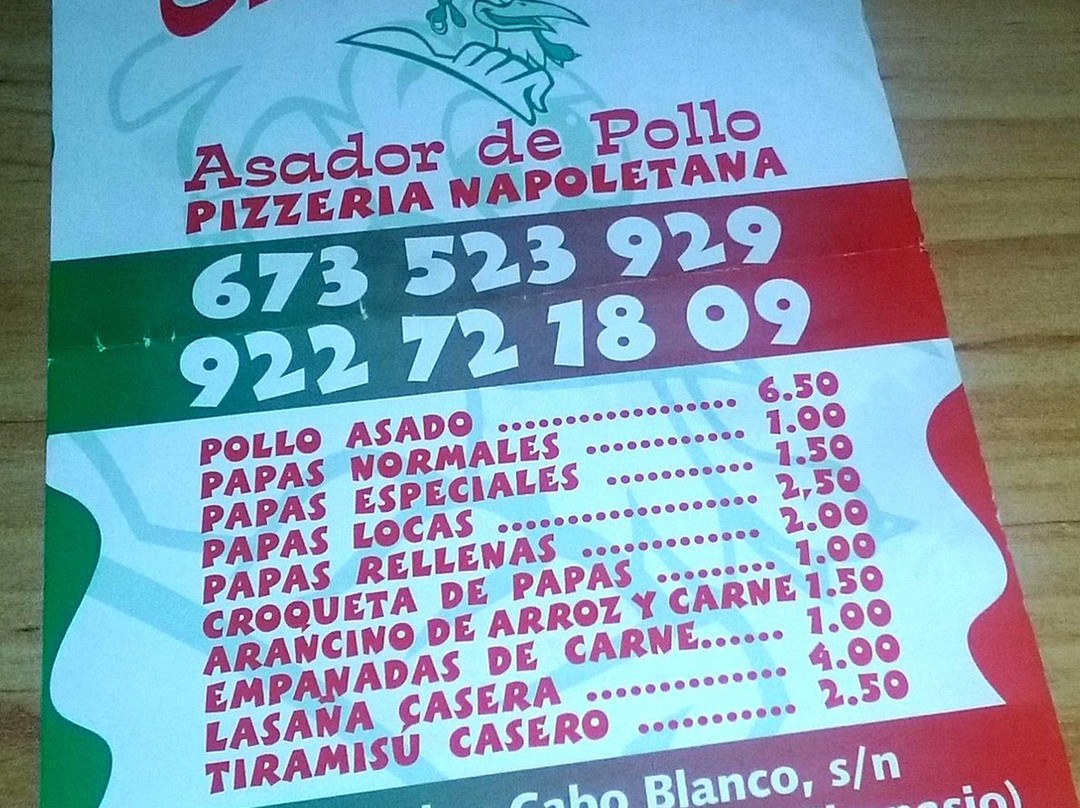 Asador de Pollo
PIZZERIA NAPOLETANA
673 523 929
922 72 18 09
POLLO ASADO .................. 6.50
PAPAS NORMALES ........... 1.00
PAPAS ESPECIALES .......... 1.50
PAPAS LOCAS .................. 2,50
PAPAS RELLENAS ............ 2.00
CROQUETA DE PAPAS ......... 1.00
ARANCINO DE ARROZ Y CARNE 1.50
EMPANADAS DE CARNE...... 1.00
LASAÑA CASERA ............. 4.00
TIRAMISÚ CASERO ........... 2.50
Cabo Blanco, s/n